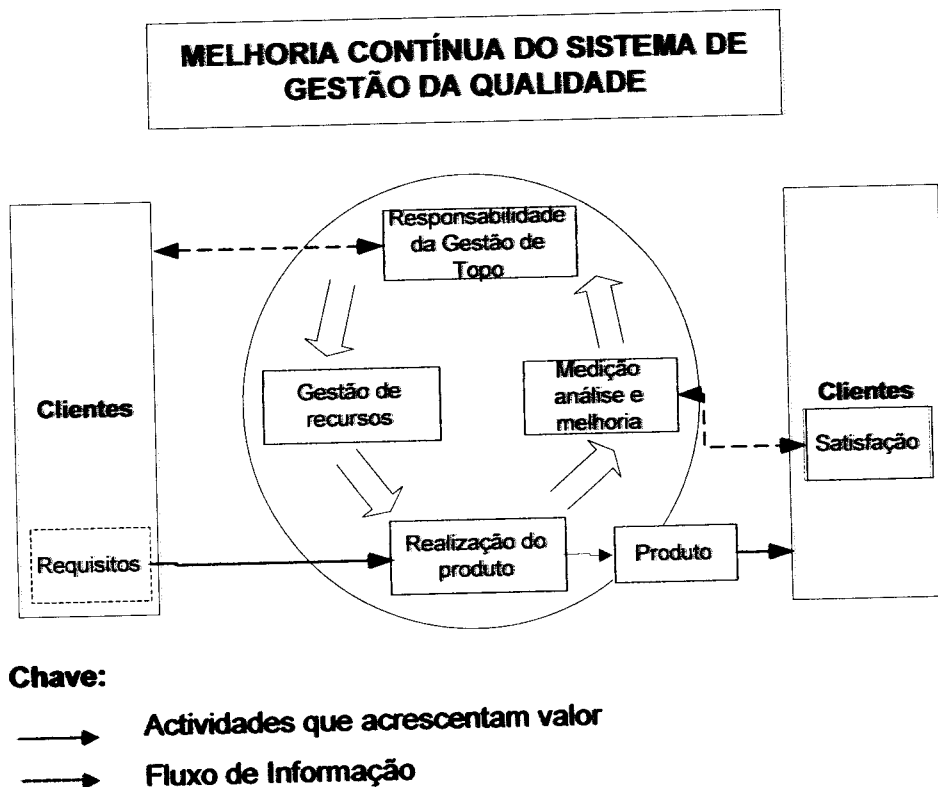 MELHORIA CONTÍNUA DO SISTEMA DE
GESTÃO DA QUALIDADE
Responsabilidade
da Gestão de
Topo
Clientes
Gestão de
recursos
Medição
análise e
melhoria
Clientes
Satisfação
Requisitos
Realização do
produto
Produto
Chave:
Actividades que acrescentam valor
Fluxo de Informação